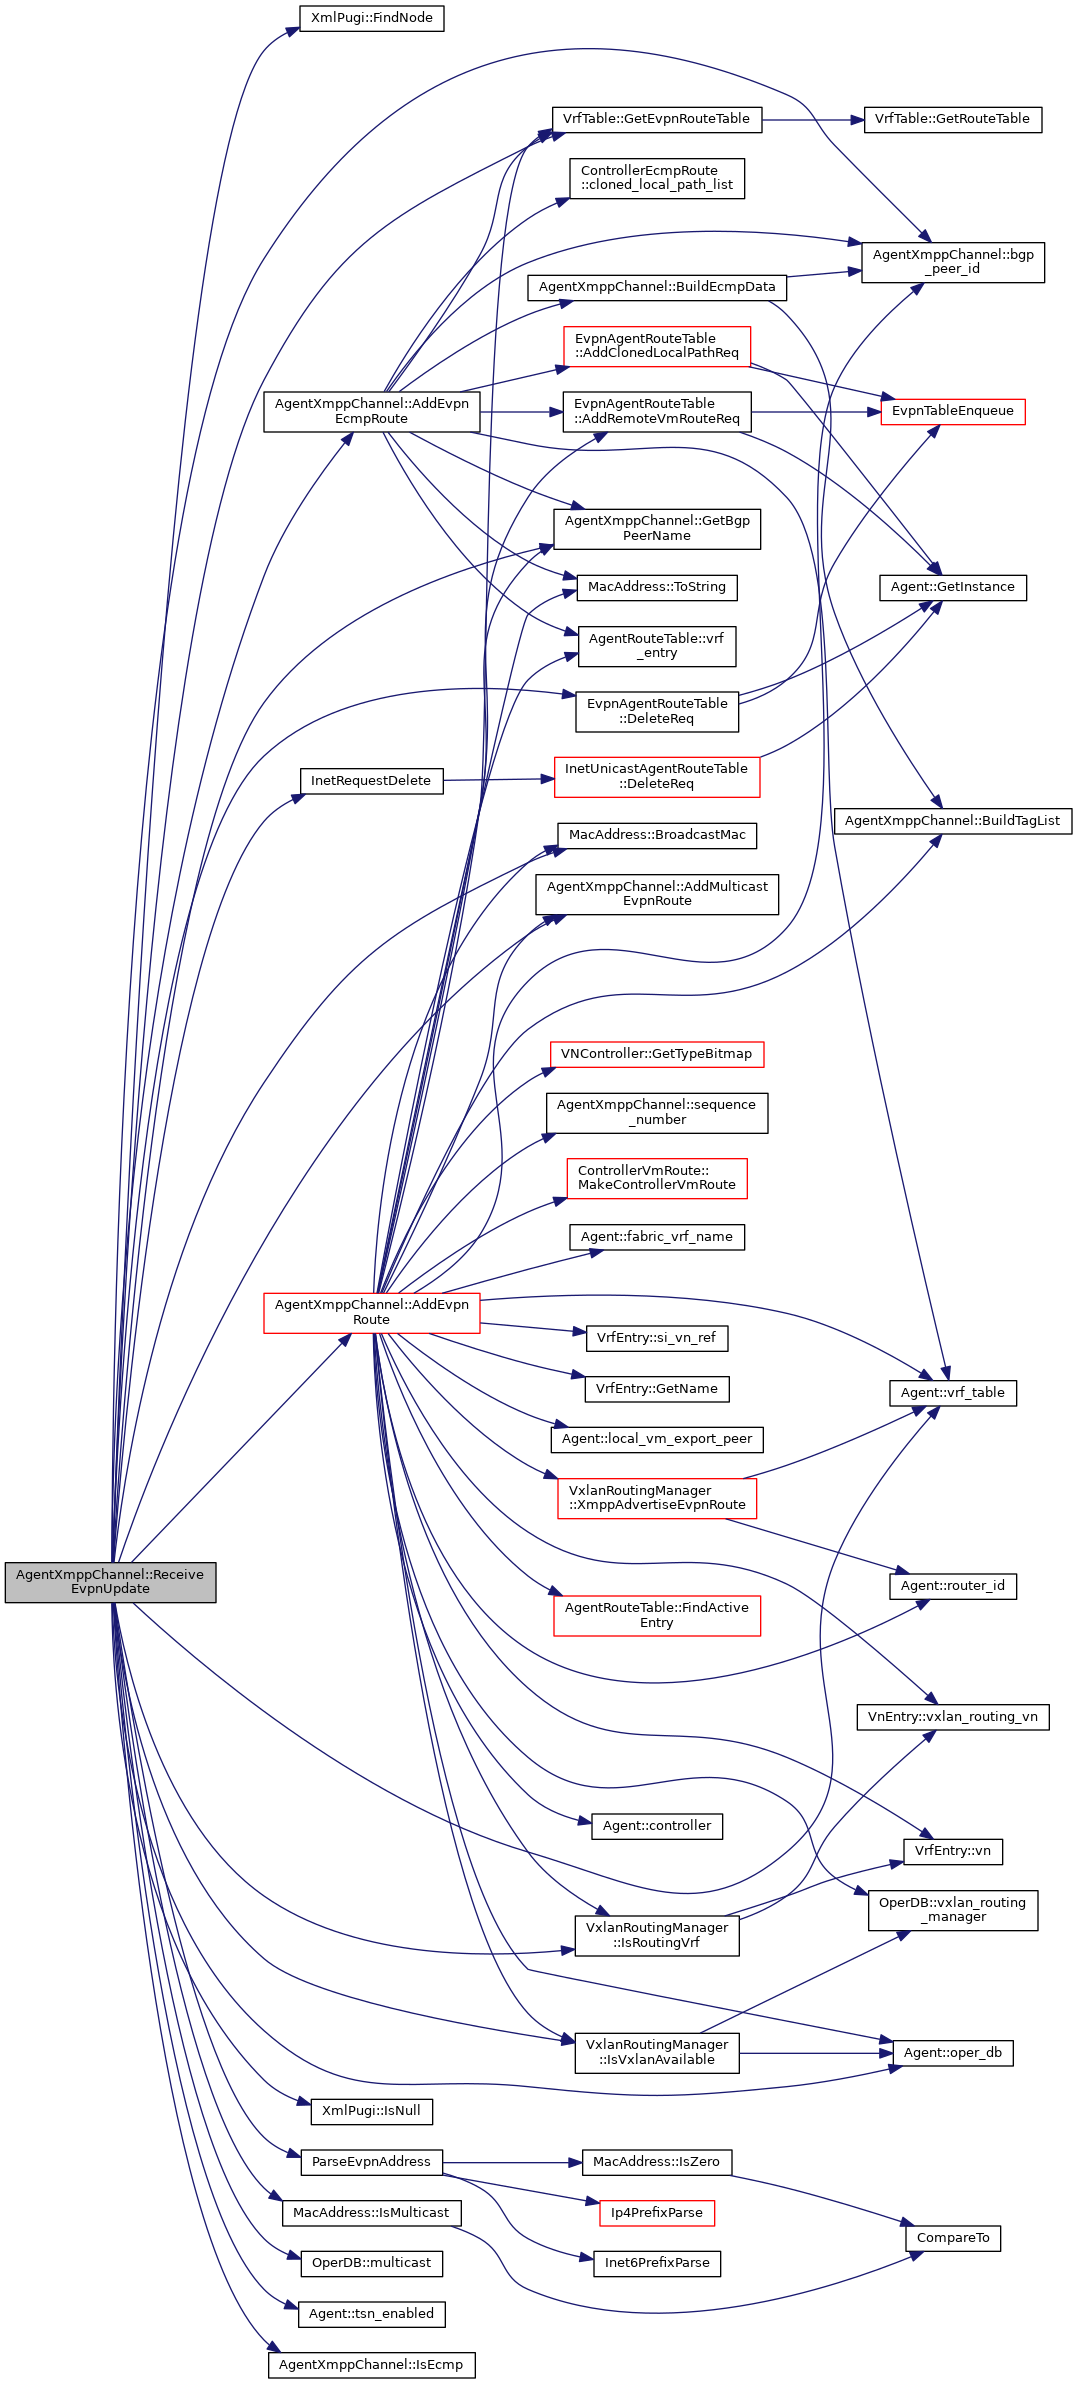 XmlPugi::FindNode
VrfTable::GetEvpnRouteTable
VrfTable::GetRouteTable
ControllerEcmpRoute
::cloned_local_path_list
AgentXmppChannel::bgp
_peer_id
AgentXmppChannel::BuildEcmpData
EvpnAgentRouteTable
::AddClonedLocalPathReq
AgentXmppChannel::AddEvpn
EcmpRoute
EvpnAgentRouteTable
::AddRemoteVmRouteReq
EvpnTableEnqueue
AgentXmppChannel::GetBgp
PeerName
MacAddress::ToString
Agent::GetInstance
AgentRouteTable::vrf
_entry
EvpnAgentRouteTable
::DeleteReq
InetRequestDelete
InetUnicastAgentRouteTable
::DeleteReq
AgentXmppChannel::BuildTagList
MacAddress::BroadcastMac
AgentXmppChannel::AddMulticast
EvpnRoute
VNController::GetTypeBitmap
AgentXmppChannel::sequence
_number
ControllerVmRoute::
MakeControllerVmRoute
Agent::fabric_vrf_name
AgentXmppChannel::AddEvpn
Route
VrfEntry::si_vn_ref
VrfEntry::GetName
Agent::vrf_table
Agent::local_vm_export_peer
VxlanRoutingManager
::XmppAdvertiseEvpnRoute
AgentXmppChannel::Receive
EvpnUpdate
Agent::router_id
AgentRouteTable::FindActive
Entry
VnEntry::vxlan_routing_vn
Agent::controller
VrfEntry::vn
OperDB::vxlan_routing
_manager
VxlanRoutingManager
::IsRoutingVrf
VxlanRoutingManager
::IsVxlanAvailable
Agent::oper_db
XmlPugi::IsNull
ParseEvpnAddress
MacAddress::IsZero
MacAddress::IsMulticast
Ip4PrefixParse
CompareTo
OperDB::multicast
Inet6PrefixParse
Agent::tsn_enabled
AgentXmppChannel::IsEcmp